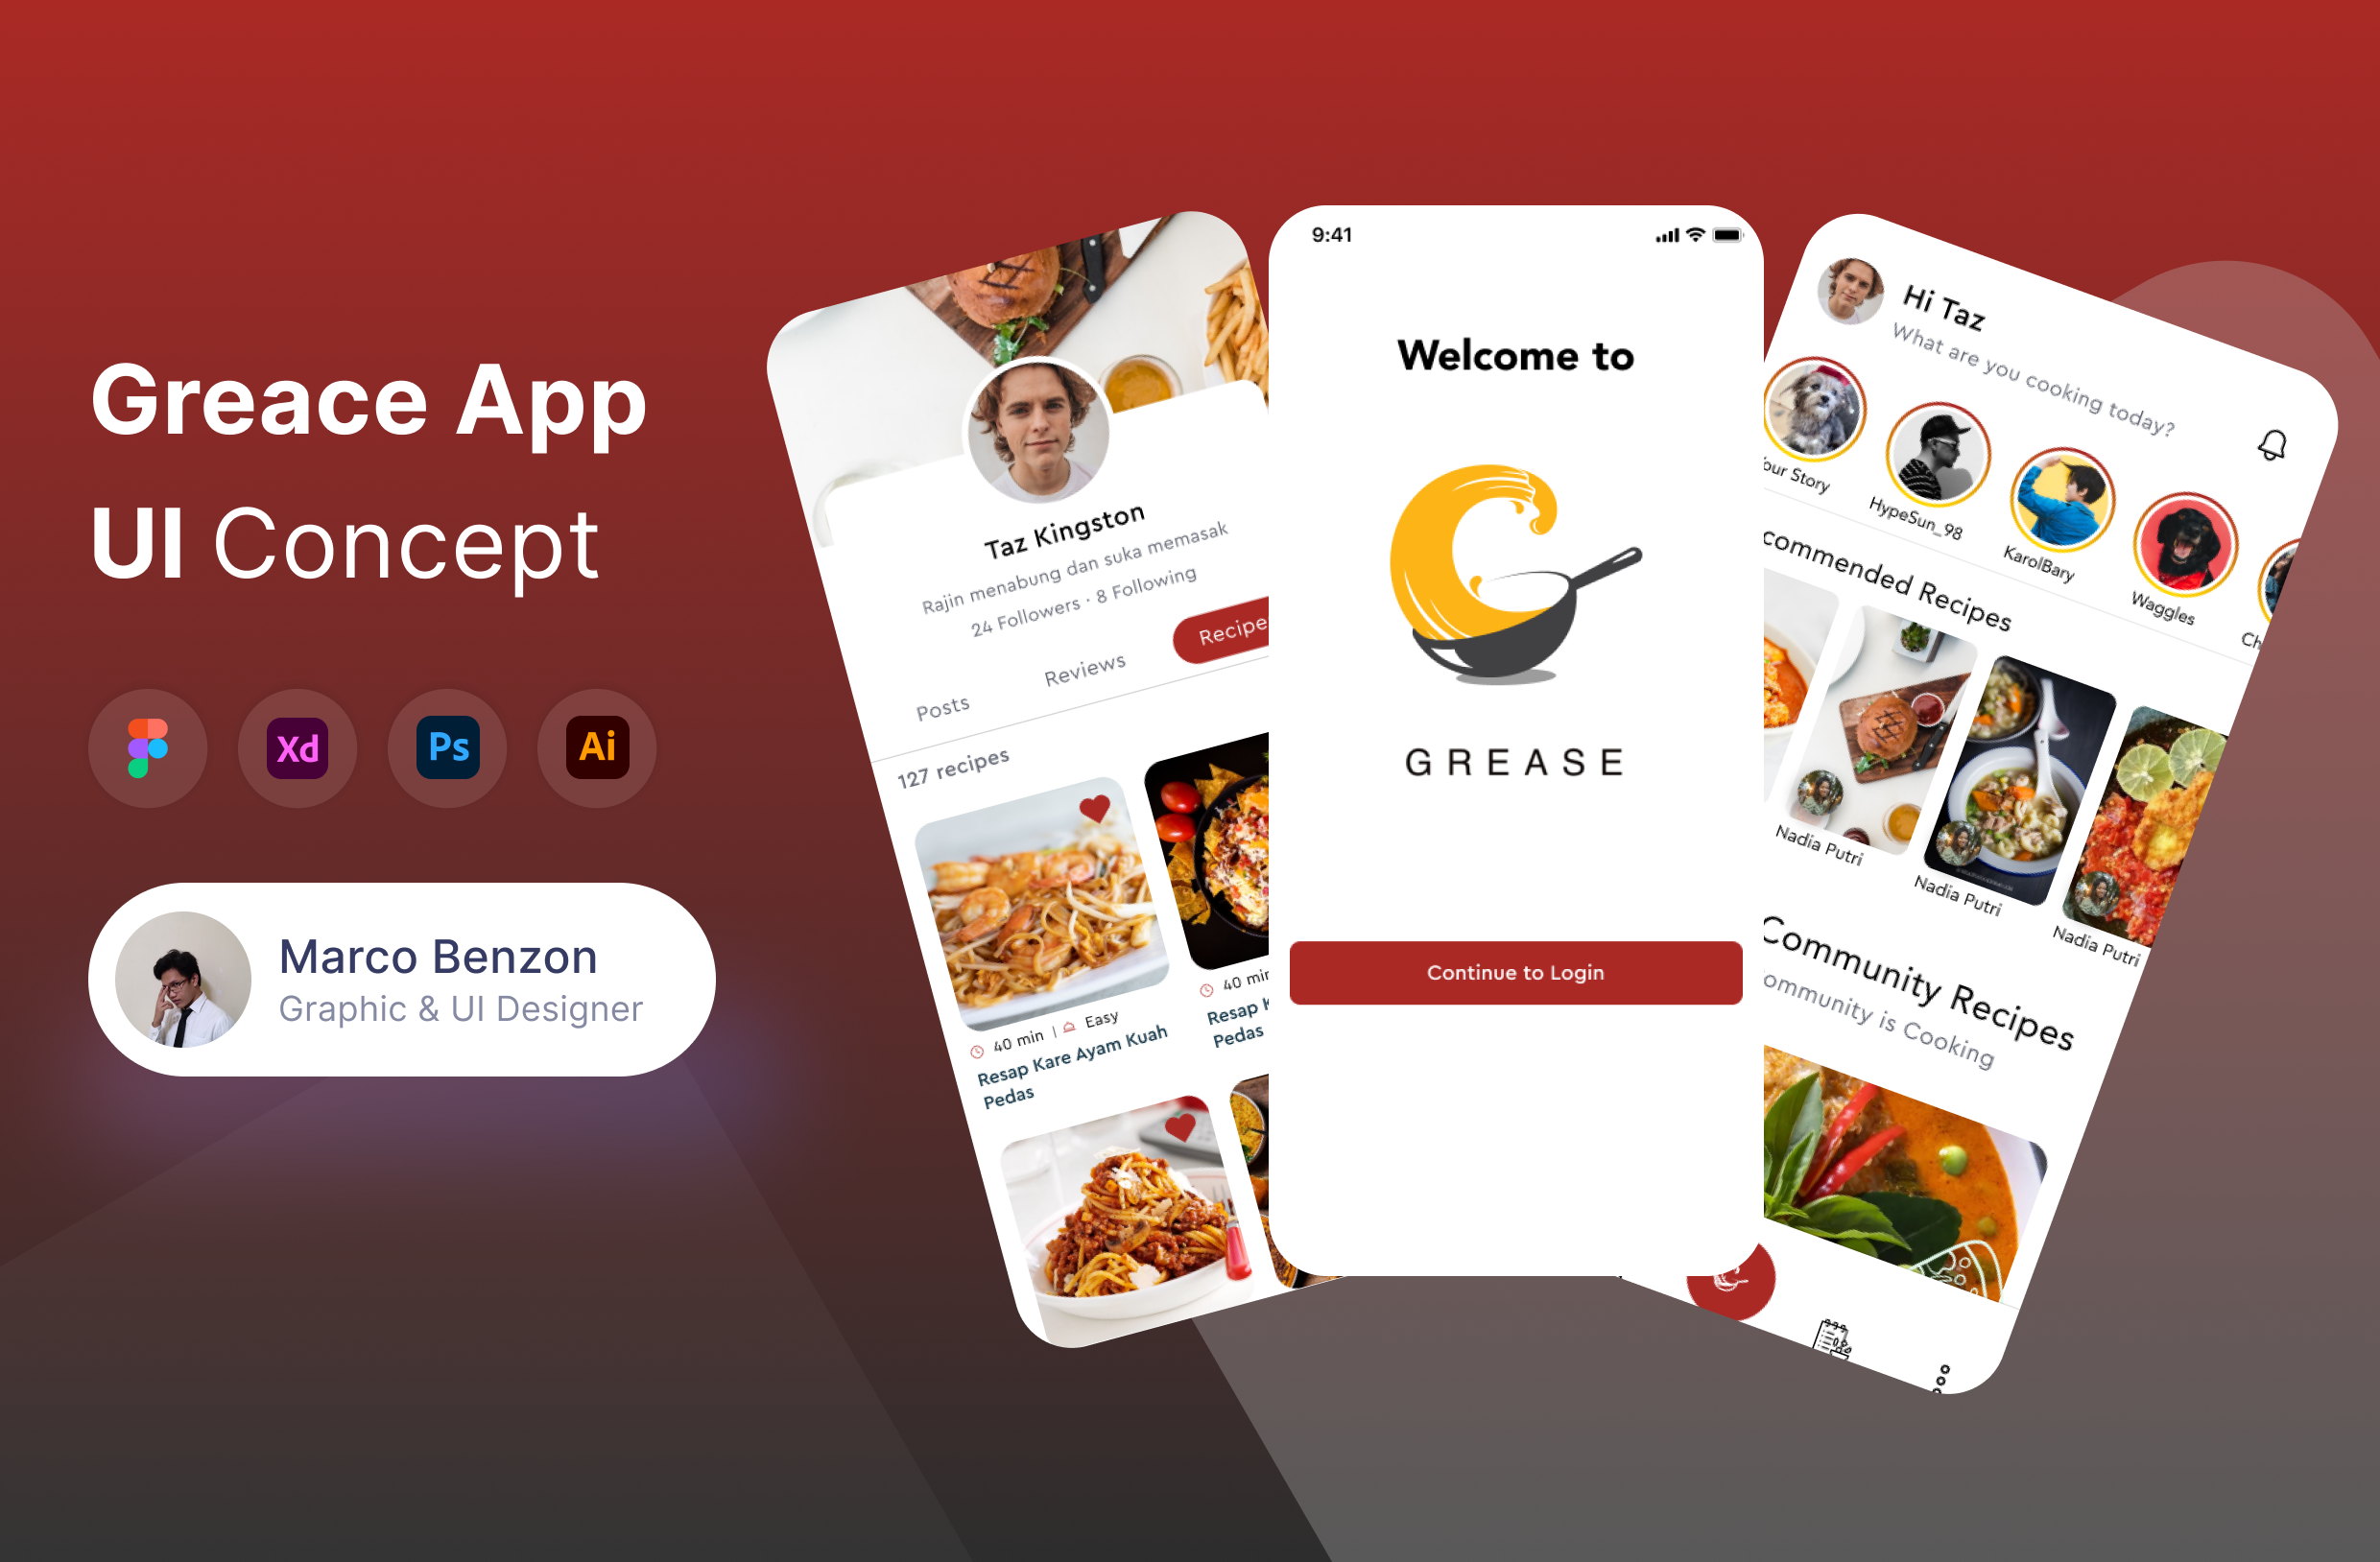 Greace App
UI Concept
Xd
Ps
Ai
Marco Benzon
Graphic & UI Designer
Taz Kingston
Rajin menabung dan suka memasak
24 Followers · 8 Following
Posts
Reviews
Recipe
127 recipes
40 min | Easy
Resap Kare Ayam Kuah
Pedas
40 min
Resap K
Pedas
9:41
Welcome to
GREASE
Continue to Login
Hi Taz
What are you cooking today?
our Story
HypeSun_98
KarolBary
Waggles
Ch
commended Recipes
Nadia Putri
Nadia Putri
Nadia Putri
Community Recipes
ommunity is Cooking